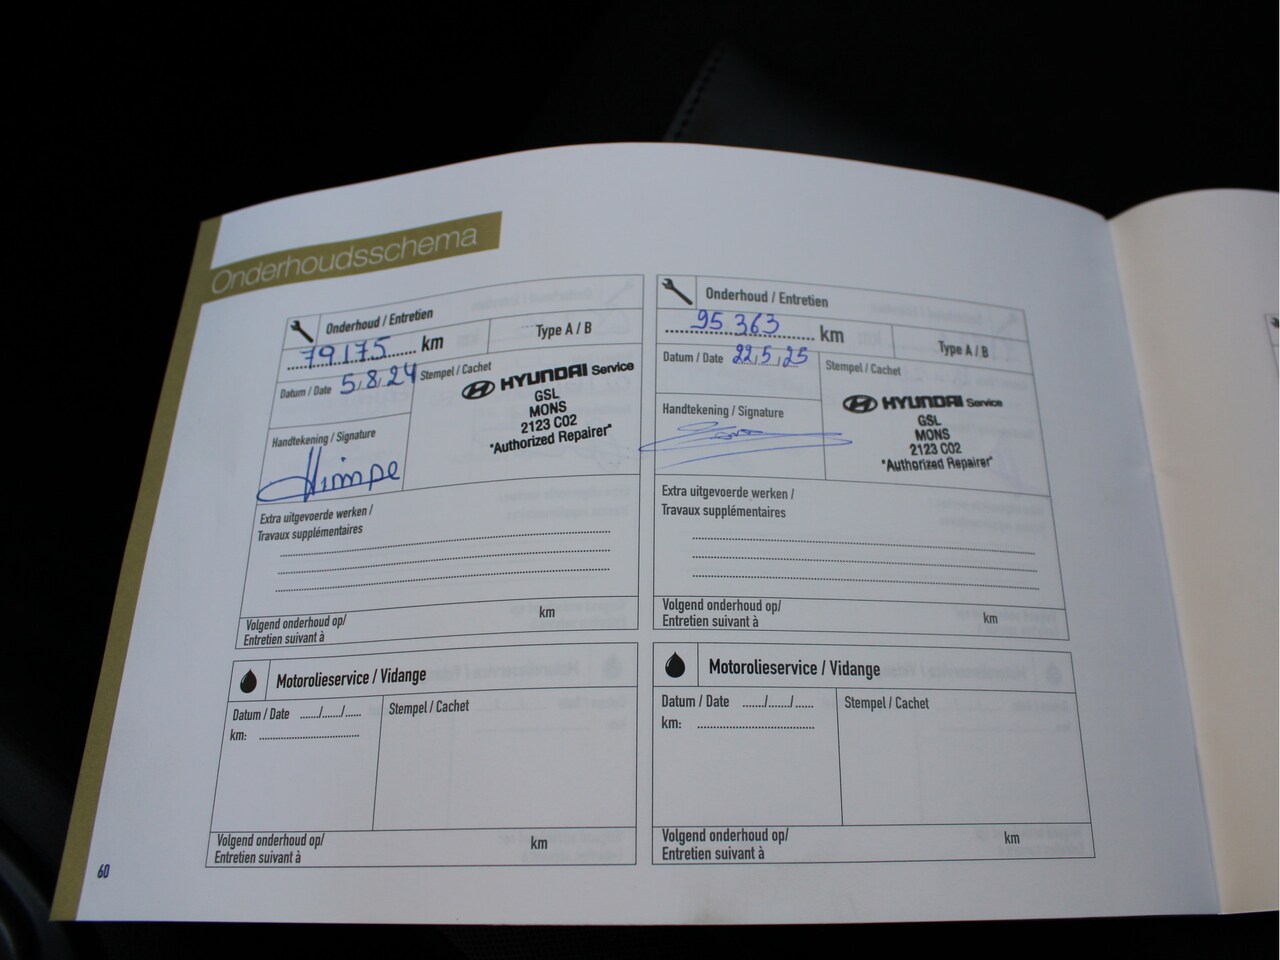 Onderhoudsschema
Onderhoud / Entretien
79.175 km
Type A / B
Datum / Date 5/8/24
Stempel / Cachet
HYUNDAI Service
GSL
MONS
2123 C02
"Authorized Repairer"
Handtekening / Signature
Extra uitgevoerde werken /
Travaux supplémentaires
Volgend onderhoud op/
Entretien suivant à
km
Onderhoud / Entretien
95 363 km
Type A / B
Datum / Date 22/5/25
Stempel / Cachet
HYUNDAI Service
GSL
MONS
2123 C02
"Authorized Repairer"
Handtekening / Signature
Extra uitgevoerde werken /
Travaux supplémentaires
Volgend onderhoud op/
Entretien suivant à
km
Motorolieservice / Vidange
Datum / Date ....../....../......
km:
Stempel / Cachet
Volgend onderhoud op/
Entretien suivant à
km
Motorolieservice / Vidange
Datum / Date ....../....../......
km:
Stempel / Cachet
Volgend onderhoud op/
Entretien suivant à
km
60